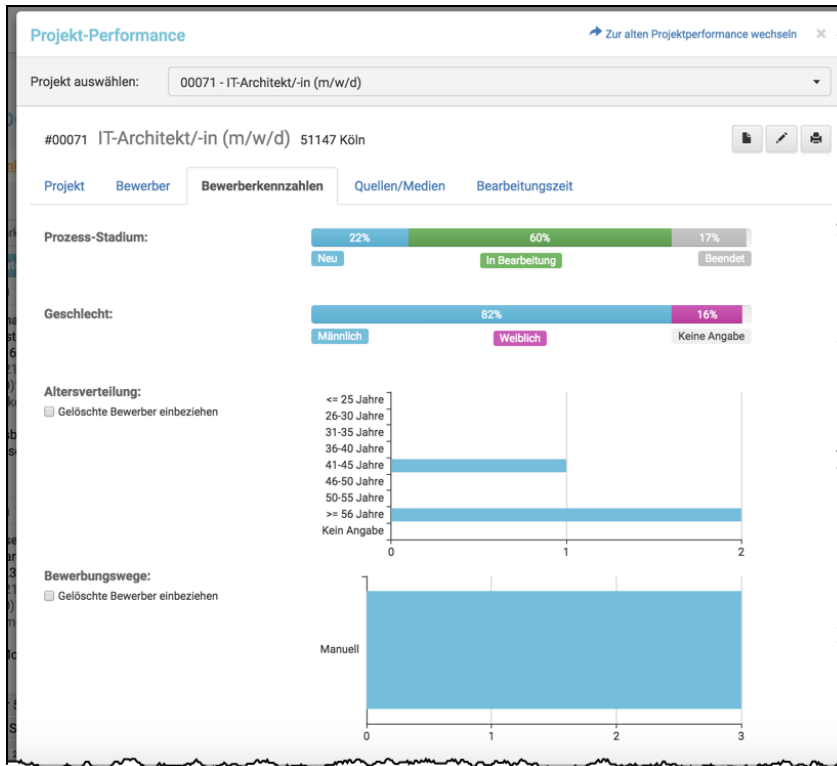 Projekt-Performance
Zur alten Projektperformance wechseln ×
Projekt auswählen: 00071 - IT-Architekt/-in (m/w/d)
#00071 IT-Architekt/-in (m/w/d) 51147 Köln
Projekt Bewerber Bewerberkennzahlen Quellen/Medien Bearbeitungszeit
Prozess-Stadium: 22% 60% 17%
Neu In Bearbeitung Beendet
Geschlecht: 82% 16%
Männlich Weiblich Keine Angabe
Altersverteilung:
Gelöschte Bewerber einbeziehen
<= 25 Jahre
26-30 Jahre
31-35 Jahre
36-40 Jahre
41-45 Jahre
46-50 Jahre
50-55 Jahre
>= 56 Jahre
Kein Angabe
0 1 2
Bewerbungswege:
Gelöschte Bewerber einbeziehen
Manuell
0 1 2 3